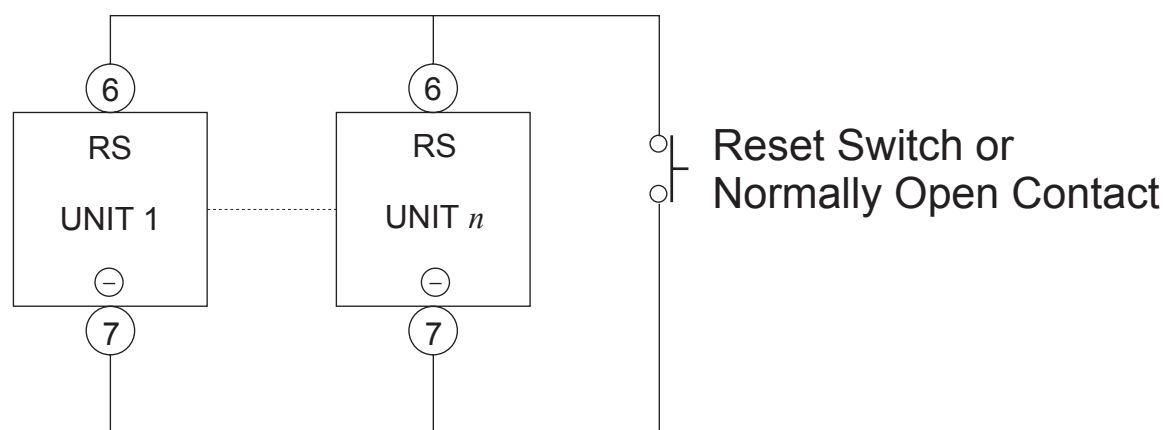 6
6
RS
RS
Reset Switch or
Normally Open Contact
UNIT 1
UNIT n
−
−
7
7